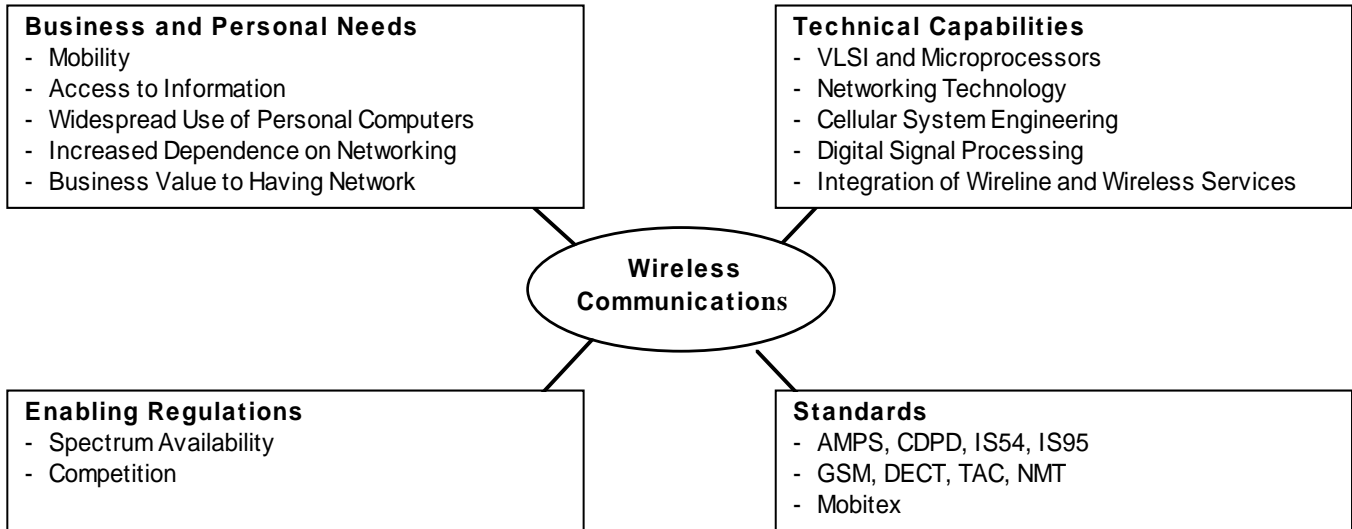 Business and Personal Needs
- Mobility
- Access to Information
- Widespread Use of Personal Computers
- Increased Dependence on Networking
- Business Value to Having Network
Technical Capabilities
- VLSI and Microprocessors
- Networking Technology
- Cellular System Engineering
- Digital Signal Processing
- Integration of Wireline and Wireless Services
Wireless
Communications
Enabling Regulations
- Spectrum Availability
- Competition
Standards
- AMPS, CDPD, IS54, IS95
- GSM, DECT, TAC, NMT
- Mobitex